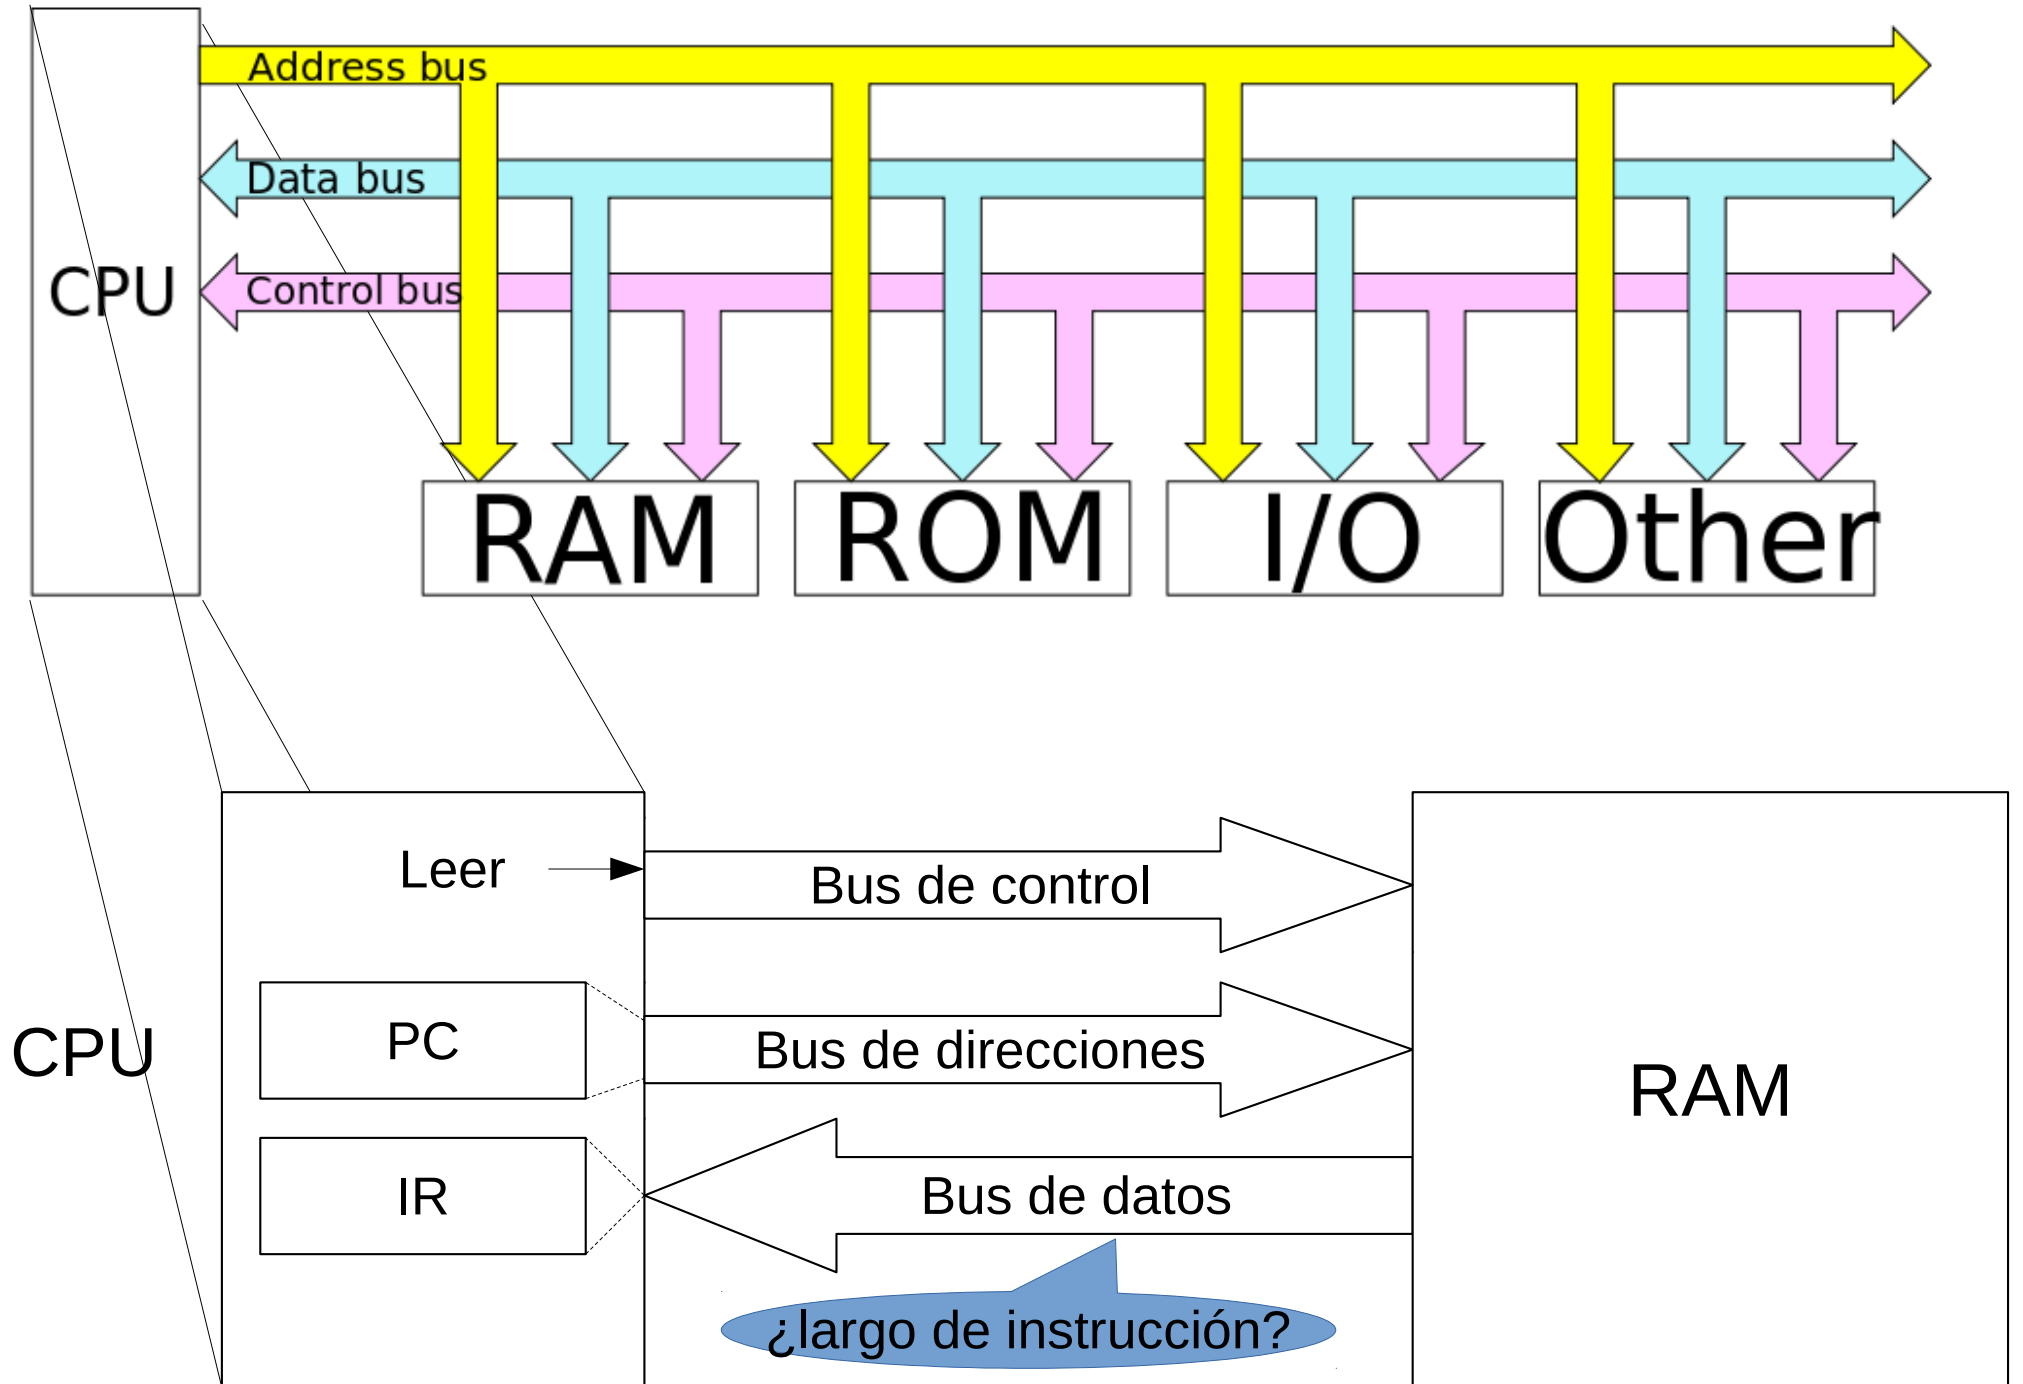 Address bus
Data bus
Control bus
CPU
RAM
ROM
I/O
Other
Leer
Bus de control
PC
Bus de direcciones
CPU
RAM
IR
Bus de datos
¿largo de instrucción?